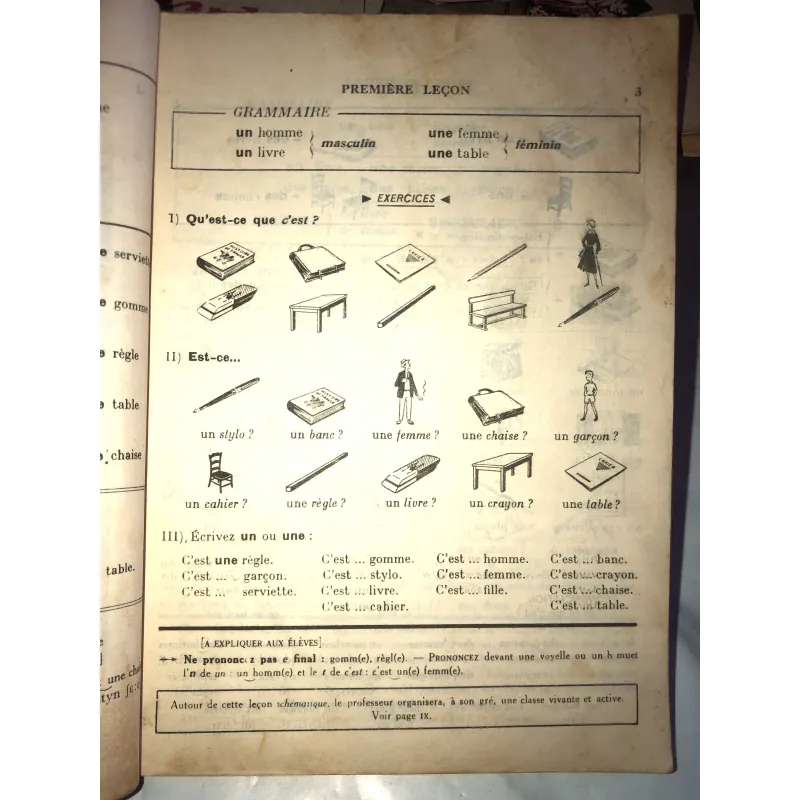 PREMIÈRE LEÇON 3
GRAMMAIRE
un homme
un livre
masculin
une femme
une table
féminin
► EXERCICES ◄
I) Qu'est-ce que c'est ?
CAHIER
II) Est-ce...
un stylo ? un banc ? une femme ? une chaise ? un garçon ?
un cahier ? une règle ? un livre ? un crayon ? une table ?
III) Écrivez un ou une :
C'est une règle. C'est ... gomme. C'est ... homme. C'est ... banc.
C'est ... garçon. C'est ... stylo. C'est ... femme. C'est ... crayon.
C'est ... serviette. C'est ... livre. C'est ... fille. C'est ... chaise.
C'est ... cahier. C'est ... table.
[A EXPLIQUER AUX ÉLÈVES]
Ne prononcez pas e final : gomm(e), règl(e). — PRONONCEZ devant une voyelle ou un h muet
l'n de un : un homm(e) et le t de c'est : c'est un(e) femm(e).
Autour de cette leçon schématique, le professeur organisera, à son gré, une classe vivante et active.
Voir page IX.
e serviette
e gomme
e règle
e table
e chaise
table.
une chai